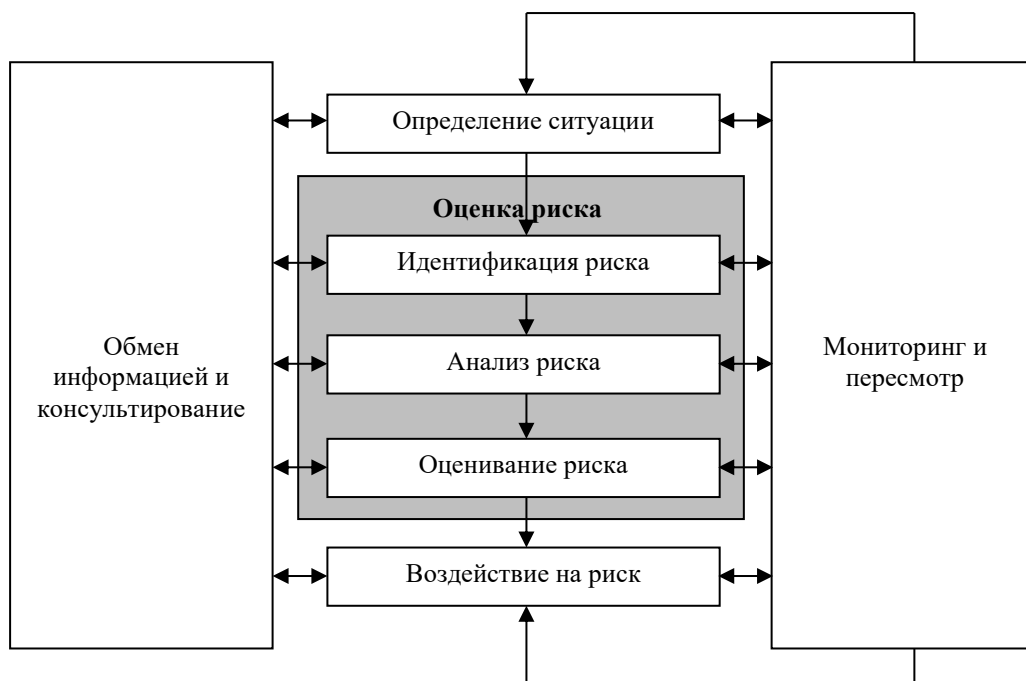 Определение ситуации
Оценка риска
Идентификация риска
Анализ риска
Оценивание риска
Воздействие на риск
Обмен
информацией и
консультирование
Мониторинг и
пересмотр